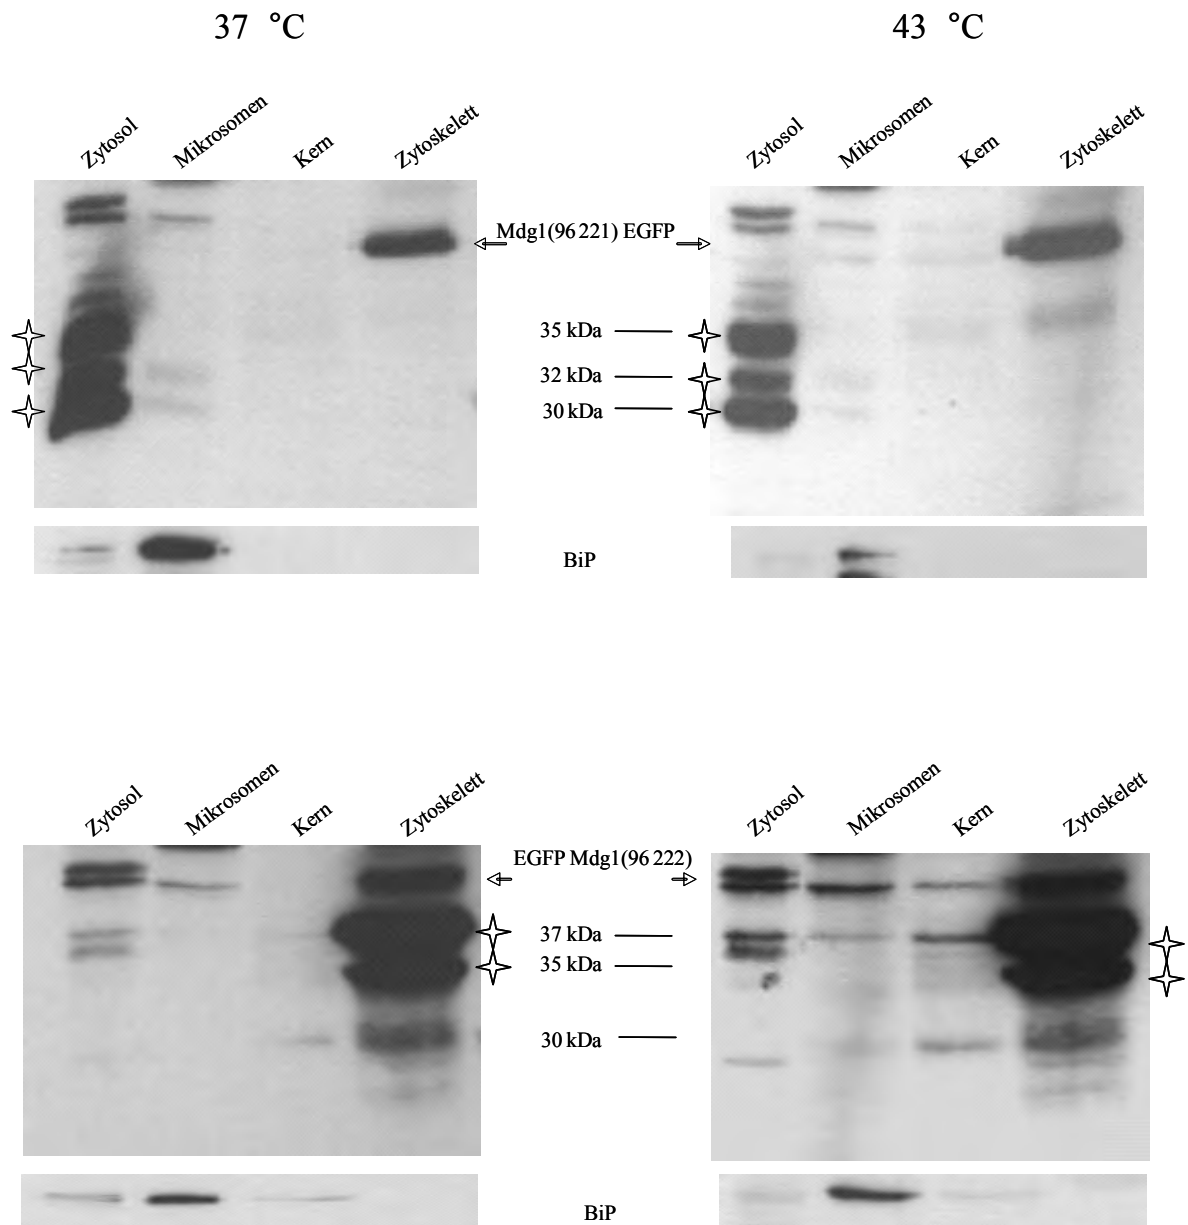 37 °C
43 °C
Zytosol
Mikrosomen
Kern
Zytoskelett
Zytosol
Mikrosomen
Kern
Zytoskelett
Mdg1(96 221) EGFP
35 kDa
32 kDa
30 kDa
BiP
Zytosol
Mikrosomen
Kern
Zytoskelett
Zytosol
Mikrosomen
Kern
Zytoskelett
EGFP Mdg1(96 222)
37 kDa
35 kDa
30 kDa
BiP